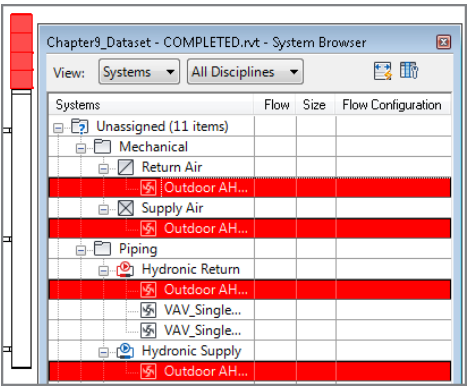 Chapter9_Dataset - COMPLETED.rvt - System Browser
View: Systems All Disciplines
Systems Flow Size Flow Configuration
Unassigned (11 items)
Mechanical
Return Air
Outdoor AH...
Supply Air
Outdoor AH...
Piping
Hydronic Return
Outdoor AH...
VAV_Single...
VAV_Single...
Hydronic Supply
Outdoor AH...